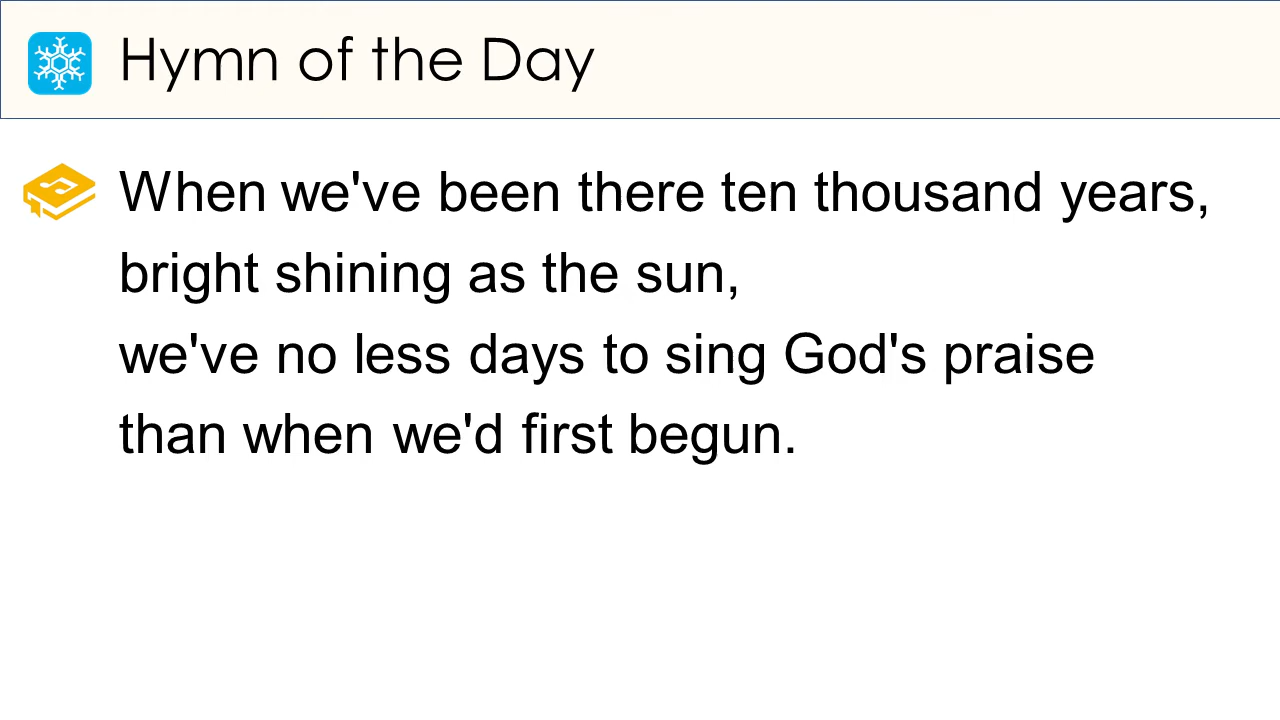 Hymn of the Day
When we've been there ten thousand years,
bright shining as the sun,
we've no less days to sing God's praise
than when we'd first begun.